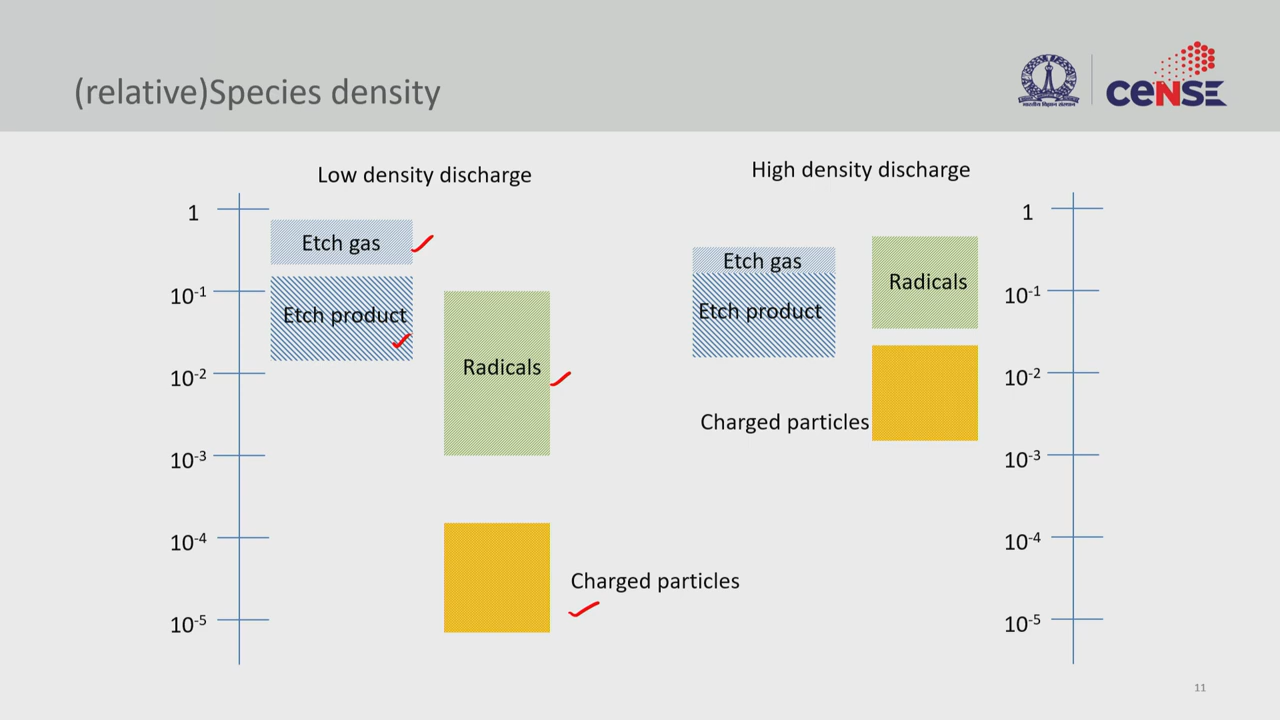 (relative)Species density
CeNSE
Low density discharge
High density discharge
1
10-1
10-2
10-3
10-4
10-5
Etch gas
Etch product
Radicals
Charged particles
Etch gas
Etch product
Radicals
Charged particles
1
10-1
10-2
10-3
10-4
10-5
11